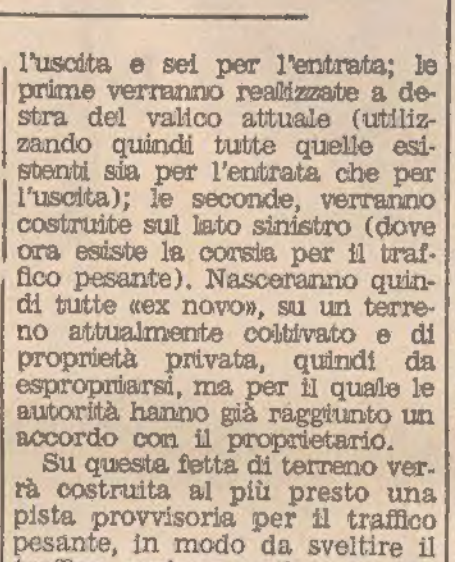 l'uscita e sei per l'entrata; le
prime verranno realizzate a de-
stra del valico attuale (utiliz-
zando quindi tutte quelle esi-
stenti sia per l'entrata che per
l'uscita); le seconde, verranno
costruite sul lato sinistro (dove
ora esiste la corsia per il traf-
fico pesante). Nasceranno quin-
di tutte «ex novo», su un terre-
no attualmente coltivato e di
proprietà privata, quindi da
espropriarsi, ma per il quale le
autorità hanno già raggiunto un
accordo con il proprietario.
Su questa fetta di terreno ver-
rà costruita al più presto una
pista provvisoria per il traffico
pesante, in modo da sveltire il